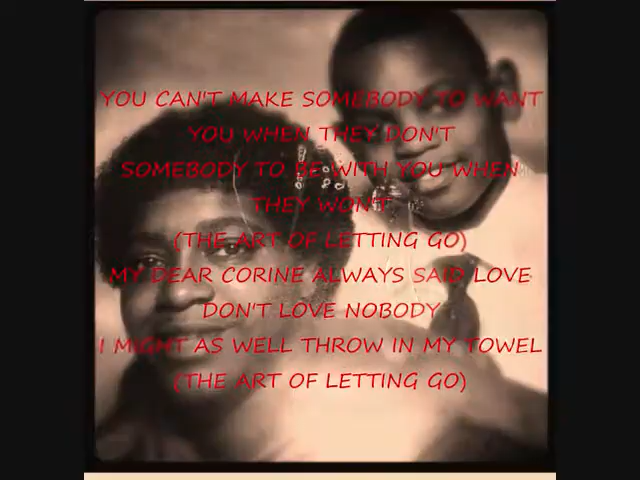 YOU CAN'T MAKE SOMEBODY TO WANT
YOU WHEN THEY DON'T
SOMEBODY TO BE WITH YOU WHEN
THEY WON'T
(THE ART OF LETTING GO)
MY DEAR CORINE ALWAYS SAID LOVE
DON'T LOVE NOBODY
I MIGHT AS WELL THROW IN MY TOWEL
(THE ART OF LETTING GO)